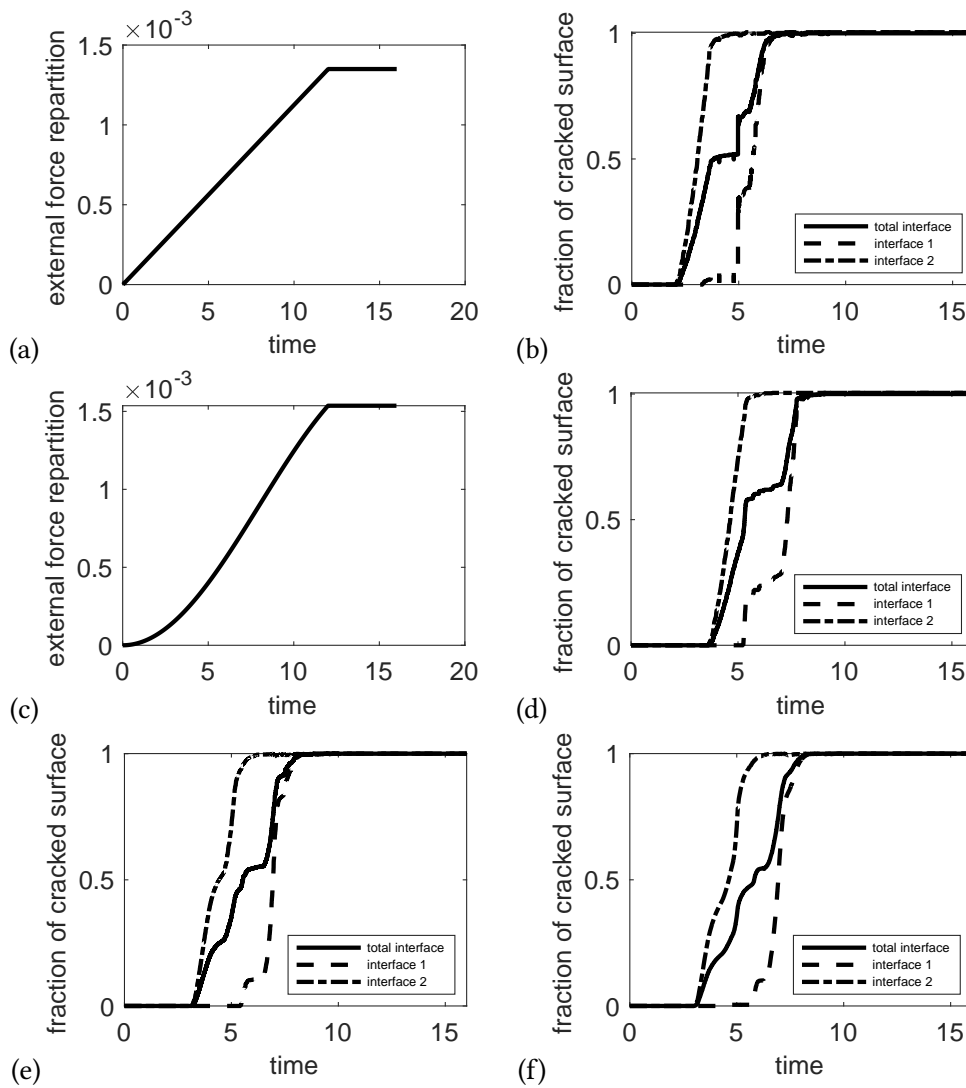 ×10⁻³
1.5
1
0.5
0
0 5 10 15 20
external force repartition
time
(a)
1
0.5
0
0 5 10 15
fraction of cracked surface
total interface
interface 1
interface 2
time
(b)
×10⁻³
1.5
1
0.5
0
0 5 10 15 20
external force repartition
time
(c)
1
0.5
0
0 5 10 15
fraction of cracked surface
total interface
interface 1
interface 2
time
(d)
1
0.5
0
0 5 10 15
fraction of cracked surface
total interface
interface 1
interface 2
time
(e)
1
0.5
0
0 5 10 15
fraction of cracked surface
total interface
interface 1
interface 2
time
(f)